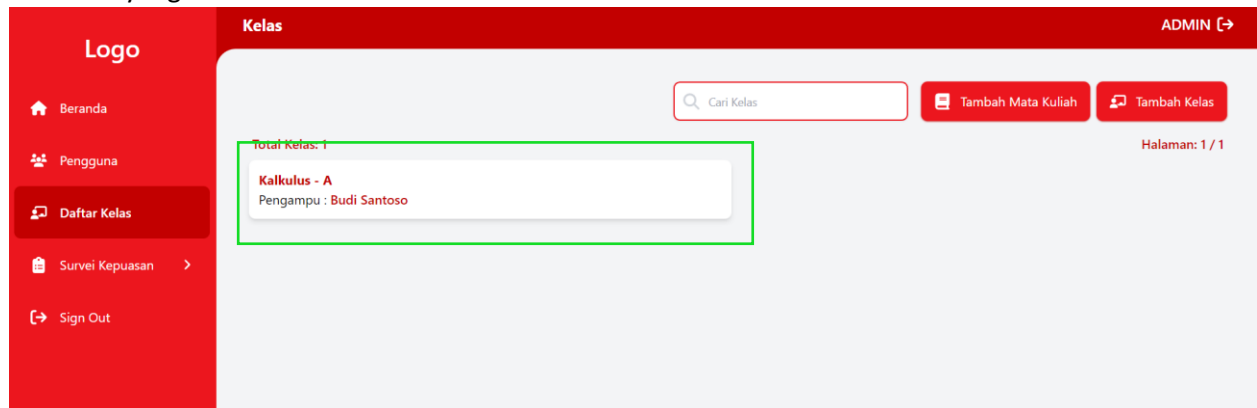 Kelas
ADMIN
Logo
Beranda
Pengguna
Daftar Kelas
Survei Kepuasan
Sign Out
Cari Kelas
Tambah Mata Kuliah
Tambah Kelas
Total Kelas: 1
Halaman: 1 / 1
Kalkulus - A
Pengampu : Budi Santoso